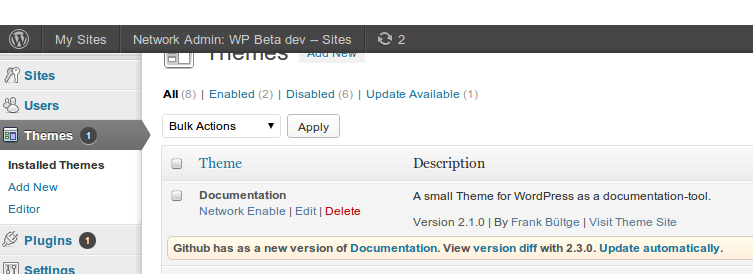 My Sites Network Admin: WP Beta dev -- Sites 2
Themes Add New
Sites
Users
Themes 1
Installed Themes
Add New
Editor
Plugins 1
Settings
All (8) | Enabled (2) | Disabled (6) | Update Available (1)
Bulk Actions Apply
Theme Description
Documentation A small Theme for WordPress as a documentation-tool.
Network Enable | Edit | Delete
Version 2.1.0 | By Frank Bültge | Visit Theme Site
Github has as a new version of Documentation. View version diff with 2.3.0. Update automatically.